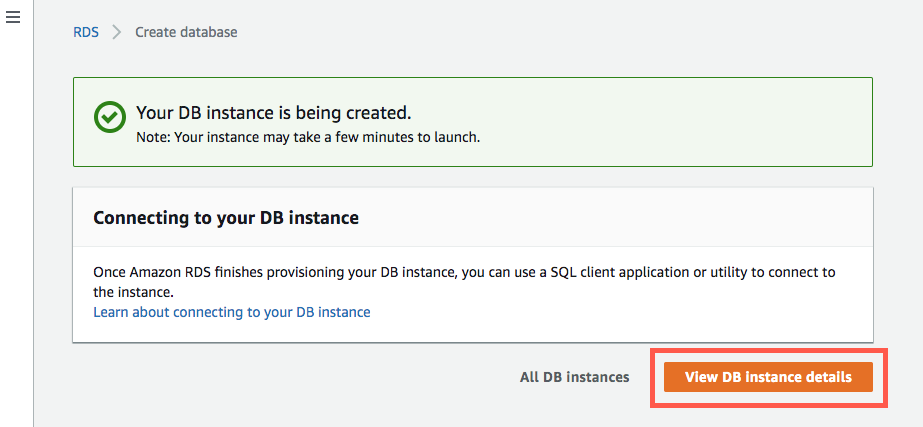 RDS > Create database
Your DB instance is being created.
Note: Your instance may take a few minutes to launch.
Connecting to your DB instance
Once Amazon RDS finishes provisioning your DB instance, you can use a SQL client application or utility to connect to
the instance.
Learn about connecting to your DB instance
All DB instances View DB instance details